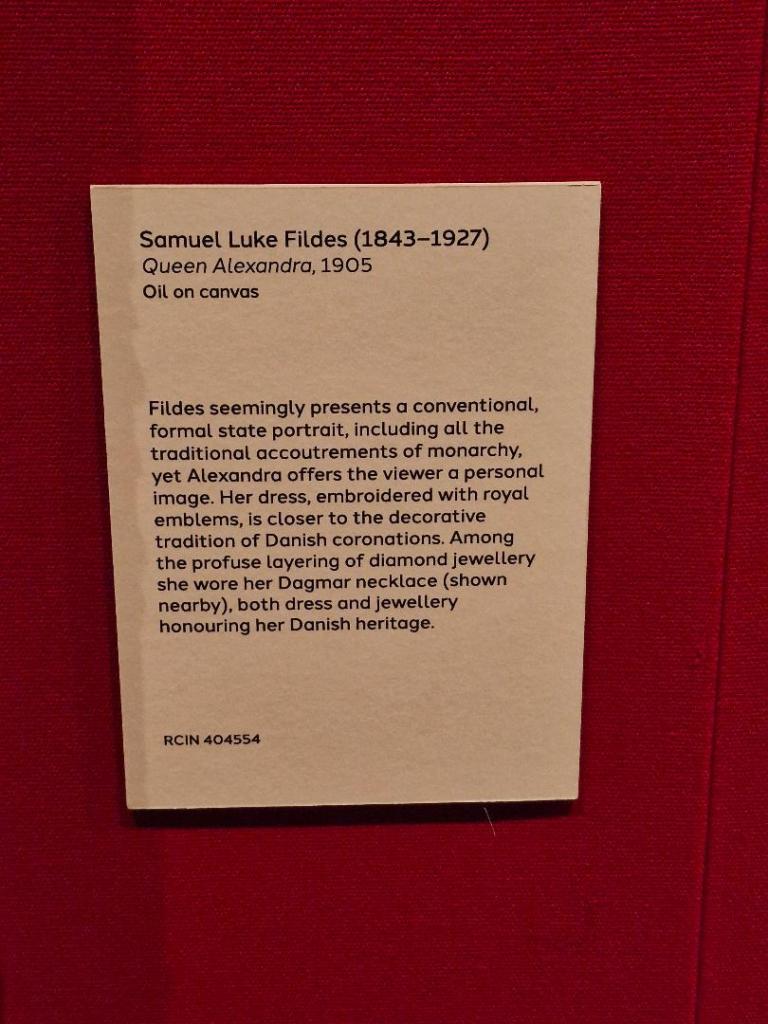 Samuel Luke Fildes (1843–1927)
Queen Alexandra, 1905
Oil on canvas
Fildes seemingly presents a conventional,
formal state portrait, including all the
traditional accoutrements of monarchy,
yet Alexandra offers the viewer a personal
image. Her dress, embroidered with royal
emblems, is closer to the decorative
tradition of Danish coronations. Among
the profuse layering of diamond jewellery
she wore her Dagmar necklace (shown
nearby), both dress and jewellery
honouring her Danish heritage.
RCIN 404554